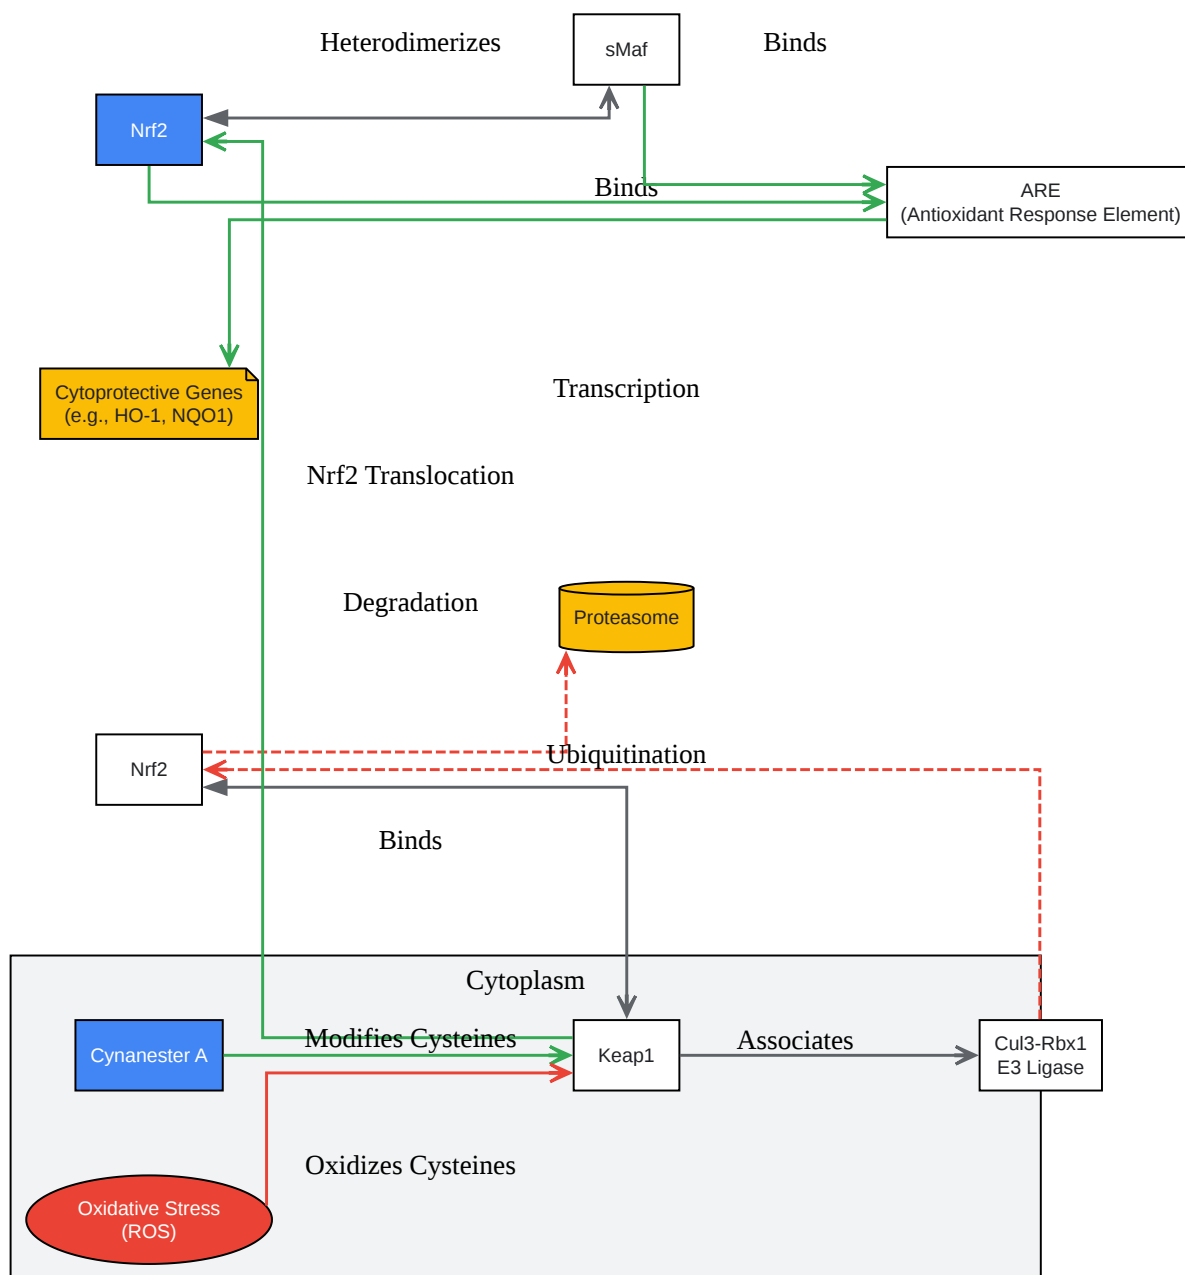 Heterodimerizes
sMaf
Binds
Nrf2
Binds
ARE
(Antioxidant Response Element)
Cytoprotective Genes
(e.g., HO-1, NQO1)
Transcription
Nrf2 Translocation
Degradation
Proteasome
Nrf2
Ubiquitination
Binds
Cytoplasm
Cynanester A
Modifies Cysteines
Keap1
Associates
Cul3-Rbx1
E3 Ligase
Oxidizes Cysteines
Oxidative Stress
(ROS)